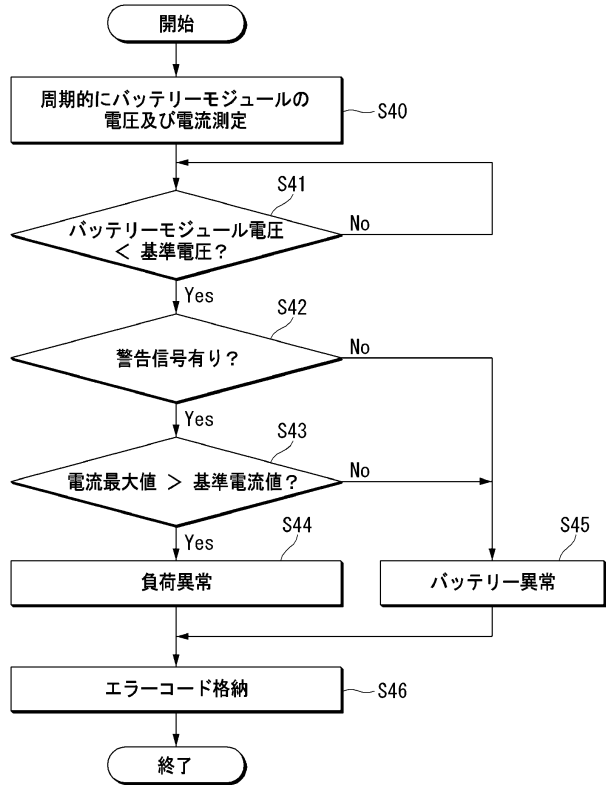 開始
周期的にバッテリーモジュールの
電圧及び電流測定
S40
S41
バッテリーモジュール電圧
＜ 基準電圧？
No
Yes
S42
警告信号有り？
No
Yes
S43
電流最大値 ＞ 基準電流値？
No
Yes
S44
負荷異常
S45
バッテリー異常
エラーコード格納
S46
終了